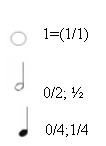 1=(1/1)
0/2; ½
0/4;1/4